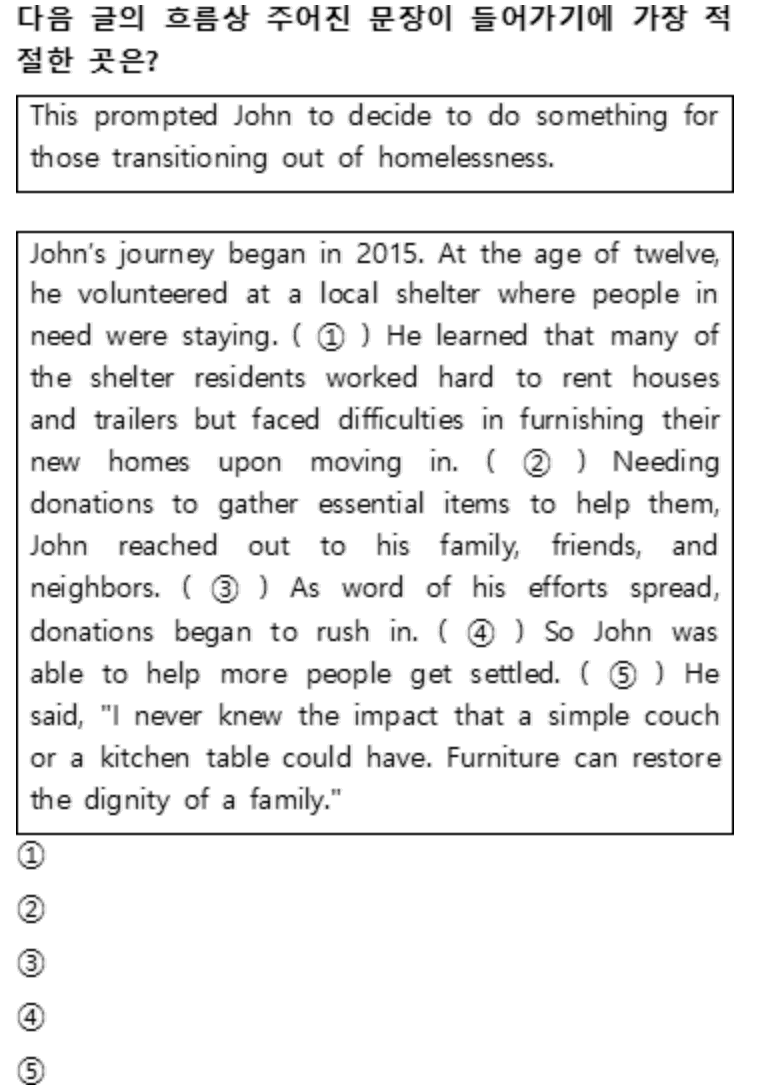 다음 글의 흐름상 주어진 문장이 들어가기에 가장 적
절한 곳은?
This prompted John to decide to do something for
those transitioning out of homelessness.
John's journey began in 2015. At the age of twelve,
he volunteered at a local shelter where people in
need were staying. ( ① ) He learned that many of
the shelter residents worked hard to rent houses
and trailers but faced difficulties in furnishing their
new homes upon moving in. ( ② ) Needing
donations to gather essential items to help them,
John reached out to his family, friends, and
neighbors. ( ③ ) As word of his efforts spread,
donations began to rush in. ( ④ ) So John was
able to help more people get settled. ( ⑤ ) He
said, "I never knew the impact that a simple couch
or a kitchen table could have. Furniture can restore
the dignity of a family."
①
②
③
④
⑤